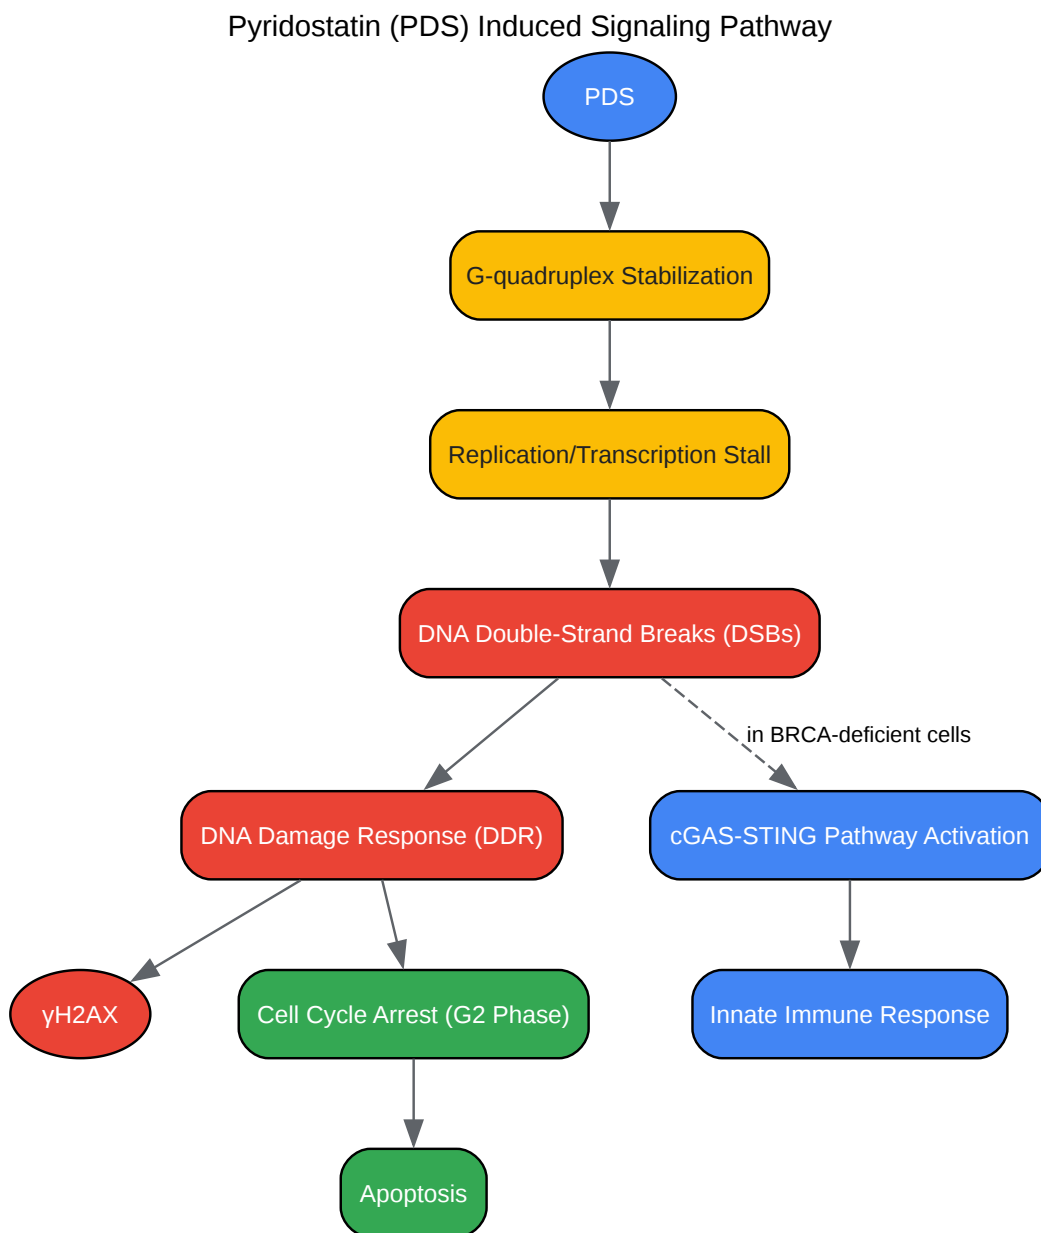 Pyridostatin (PDS) Induced Signaling Pathway
PDS
G-quadruplex Stabilization
Replication/Transcription Stall
DNA Double-Strand Breaks (DSBs)
in BRCA-deficient cells
DNA Damage Response (DDR)
cGAS-STING Pathway Activation
γH2AX
Cell Cycle Arrest (G2 Phase)
Innate Immune Response
Apoptosis